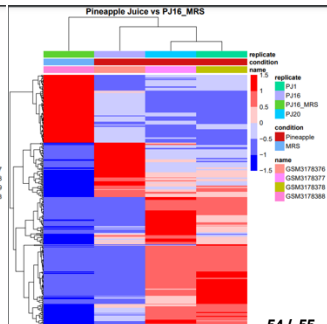 Pineapple Juice vs PJ16_MRS
replicate
condition
name
1.5
1
0.5
0
-0.5
-1
-1.5
replicate
PJ1
PJ16
PJ16_MRS
PJ20
condition
Pineapple
MRS
name
GSM3178376
GSM3178377
GSM3178378
GSM3178388